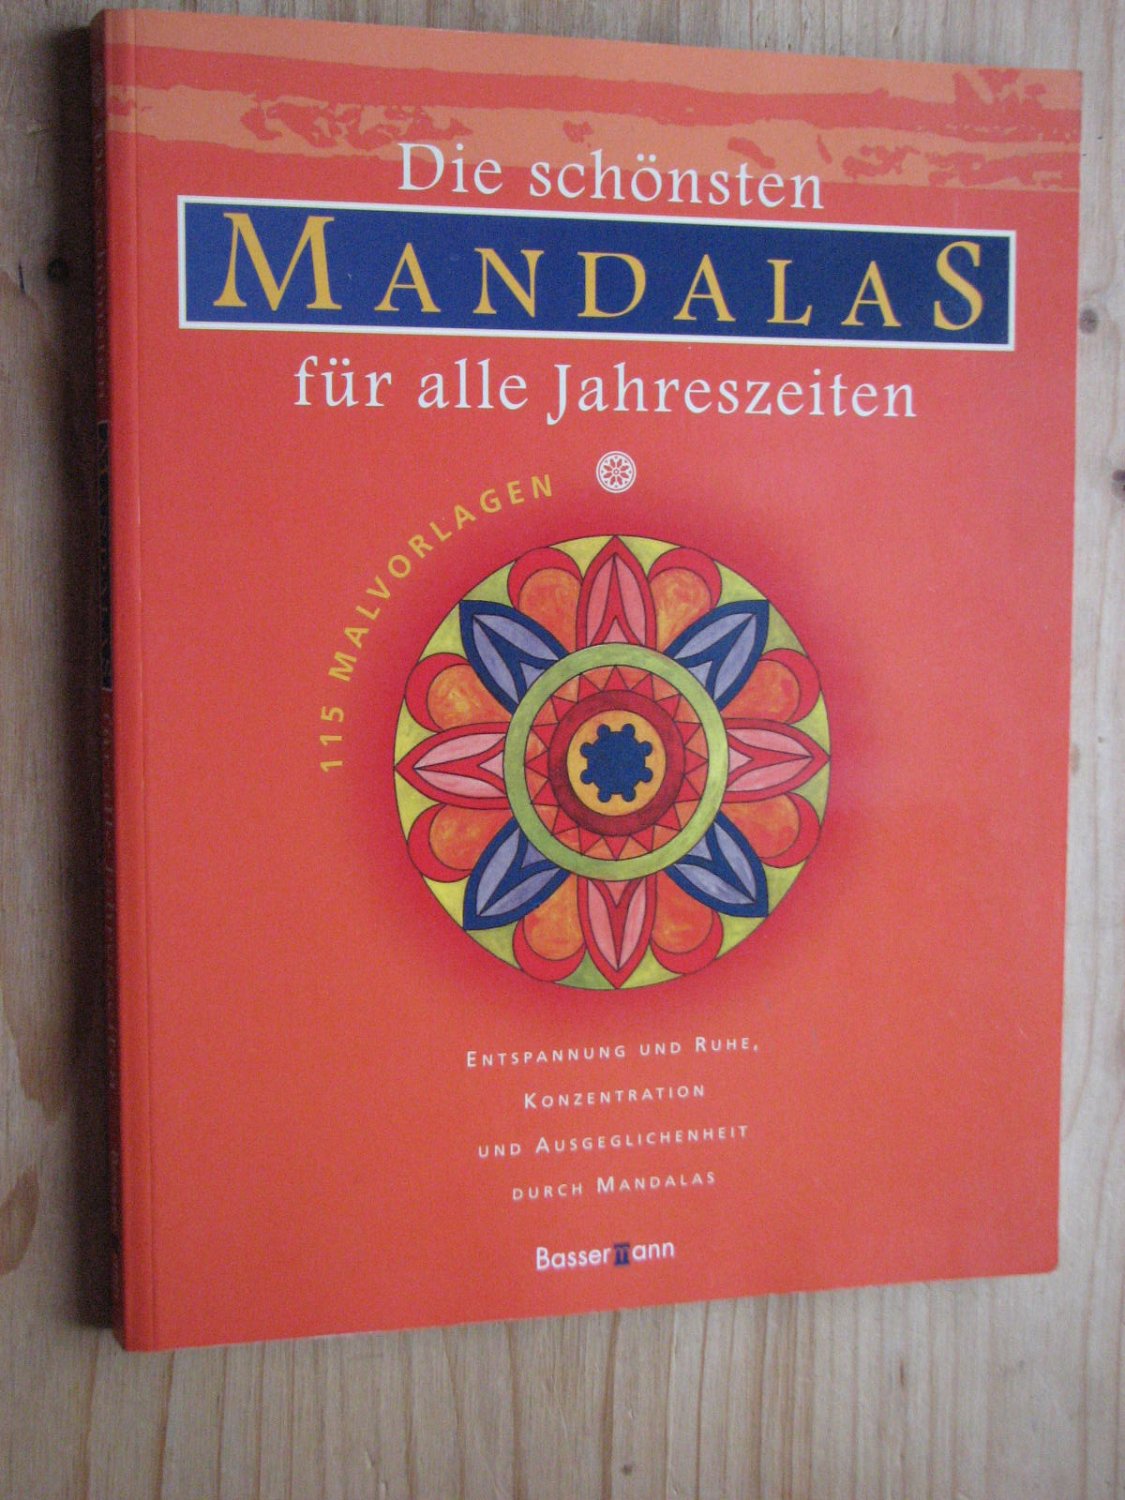 Die schönsten
MANDALAS
für alle Jahreszeiten
115 MALVORLAGEN
ENTSPANNUNG UND RUHE,
KONZENTRATION
UND AUSGEGLICHENHEIT
DURCH MANDALAS
Bassermann